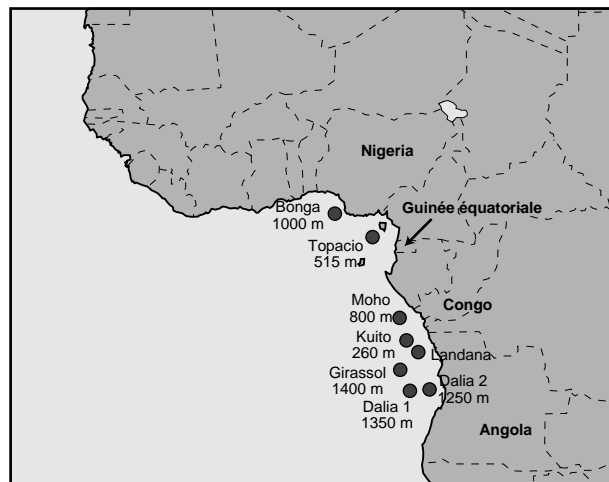 Nigeria
Bonga
1000 m
Guinée équatoriale
Topacio
515 m
Moho
800 m
Congo
Kuito
260 m
Landana
Girassol
1400 m
Dalia 2
1250 m
Dalia 1
1350 m
Angola